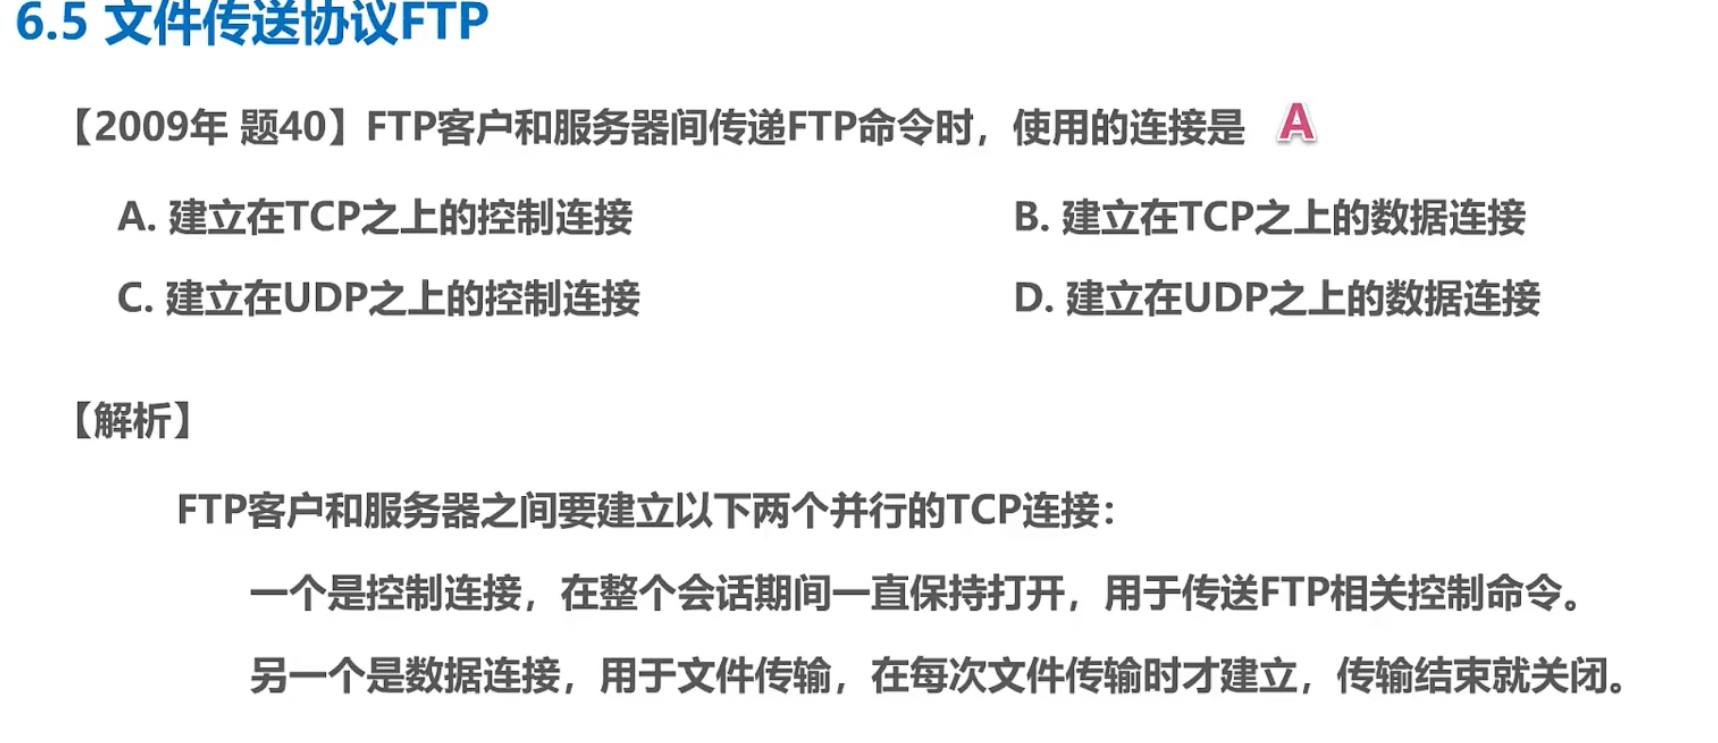 6.5 文件传送协议FTP
【2009年 题40】FTP客户和服务器间传递FTP命令时，使用的连接是 A
A. 建立在TCP之上的控制连接 B. 建立在TCP之上的数据连接
C. 建立在UDP之上的控制连接 D. 建立在UDP之上的数据连接
【解析】
FTP客户和服务器之间要建立以下两个并行的TCP连接：
一个是控制连接，在整个会话期间一直保持打开，用于传送FTP相关控制命令。
另一个是数据连接，用于文件传输，在每次文件传输时才建立，传输结束就关闭。